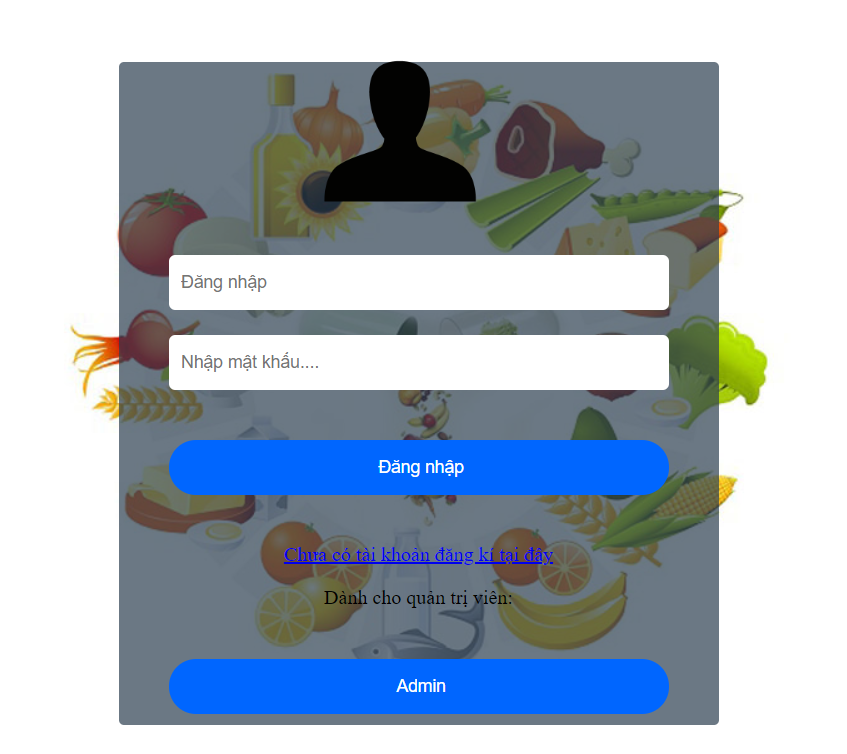 Đăng nhập
Nhập mật khấu....
Đăng nhập
Chưa có tài khoản đăng kí tại đây
Dành cho quản trị viên:
Admin